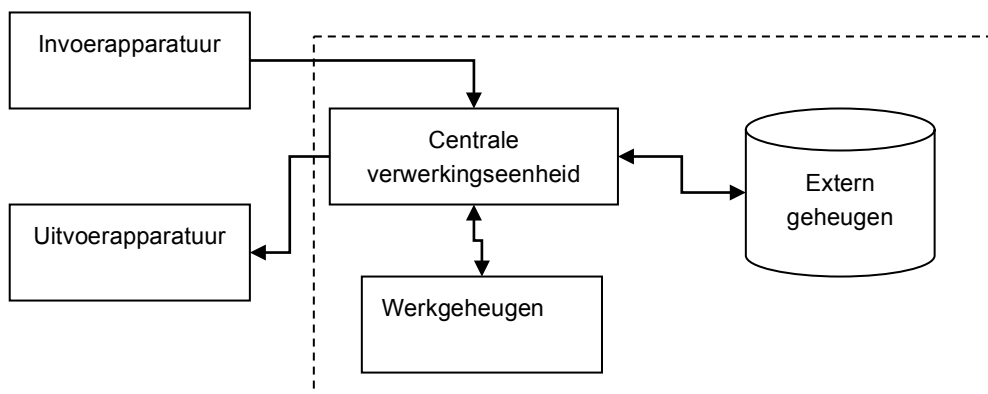 Invoerapparatuur
Centrale
verwerkingseenheid
Extern
geheugen
Uitvoerapparatuur
Werkgeheugen